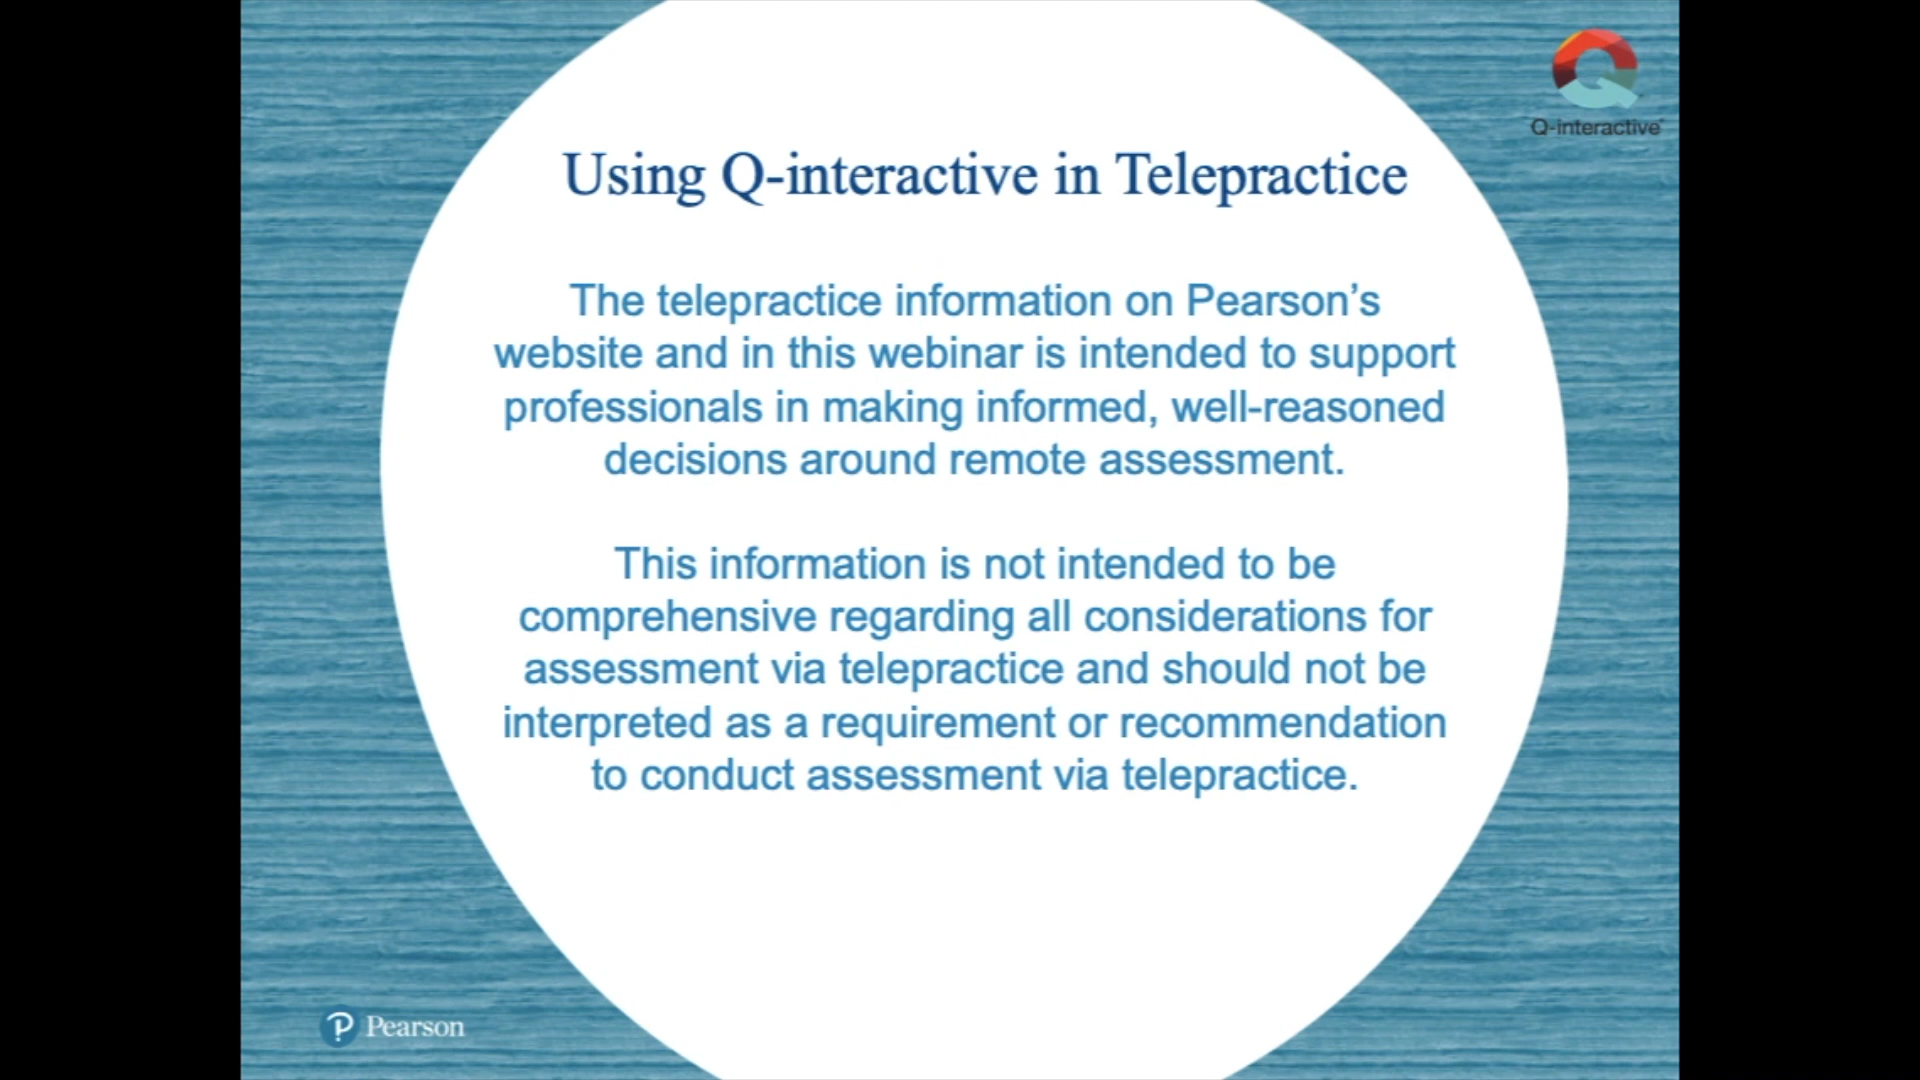 Q-interactive
Using Q-interactive in Telepractice
The telepractice information on Pearson's
website and in this webinar is intended to support
professionals in making informed, well-reasoned
decisions around remote assessment.
This information is not intended to be
comprehensive regarding all considerations for
assessment via telepractice and should not be
interpreted as a requirement or recommendation
to conduct assessment via telepractice.
Pearson